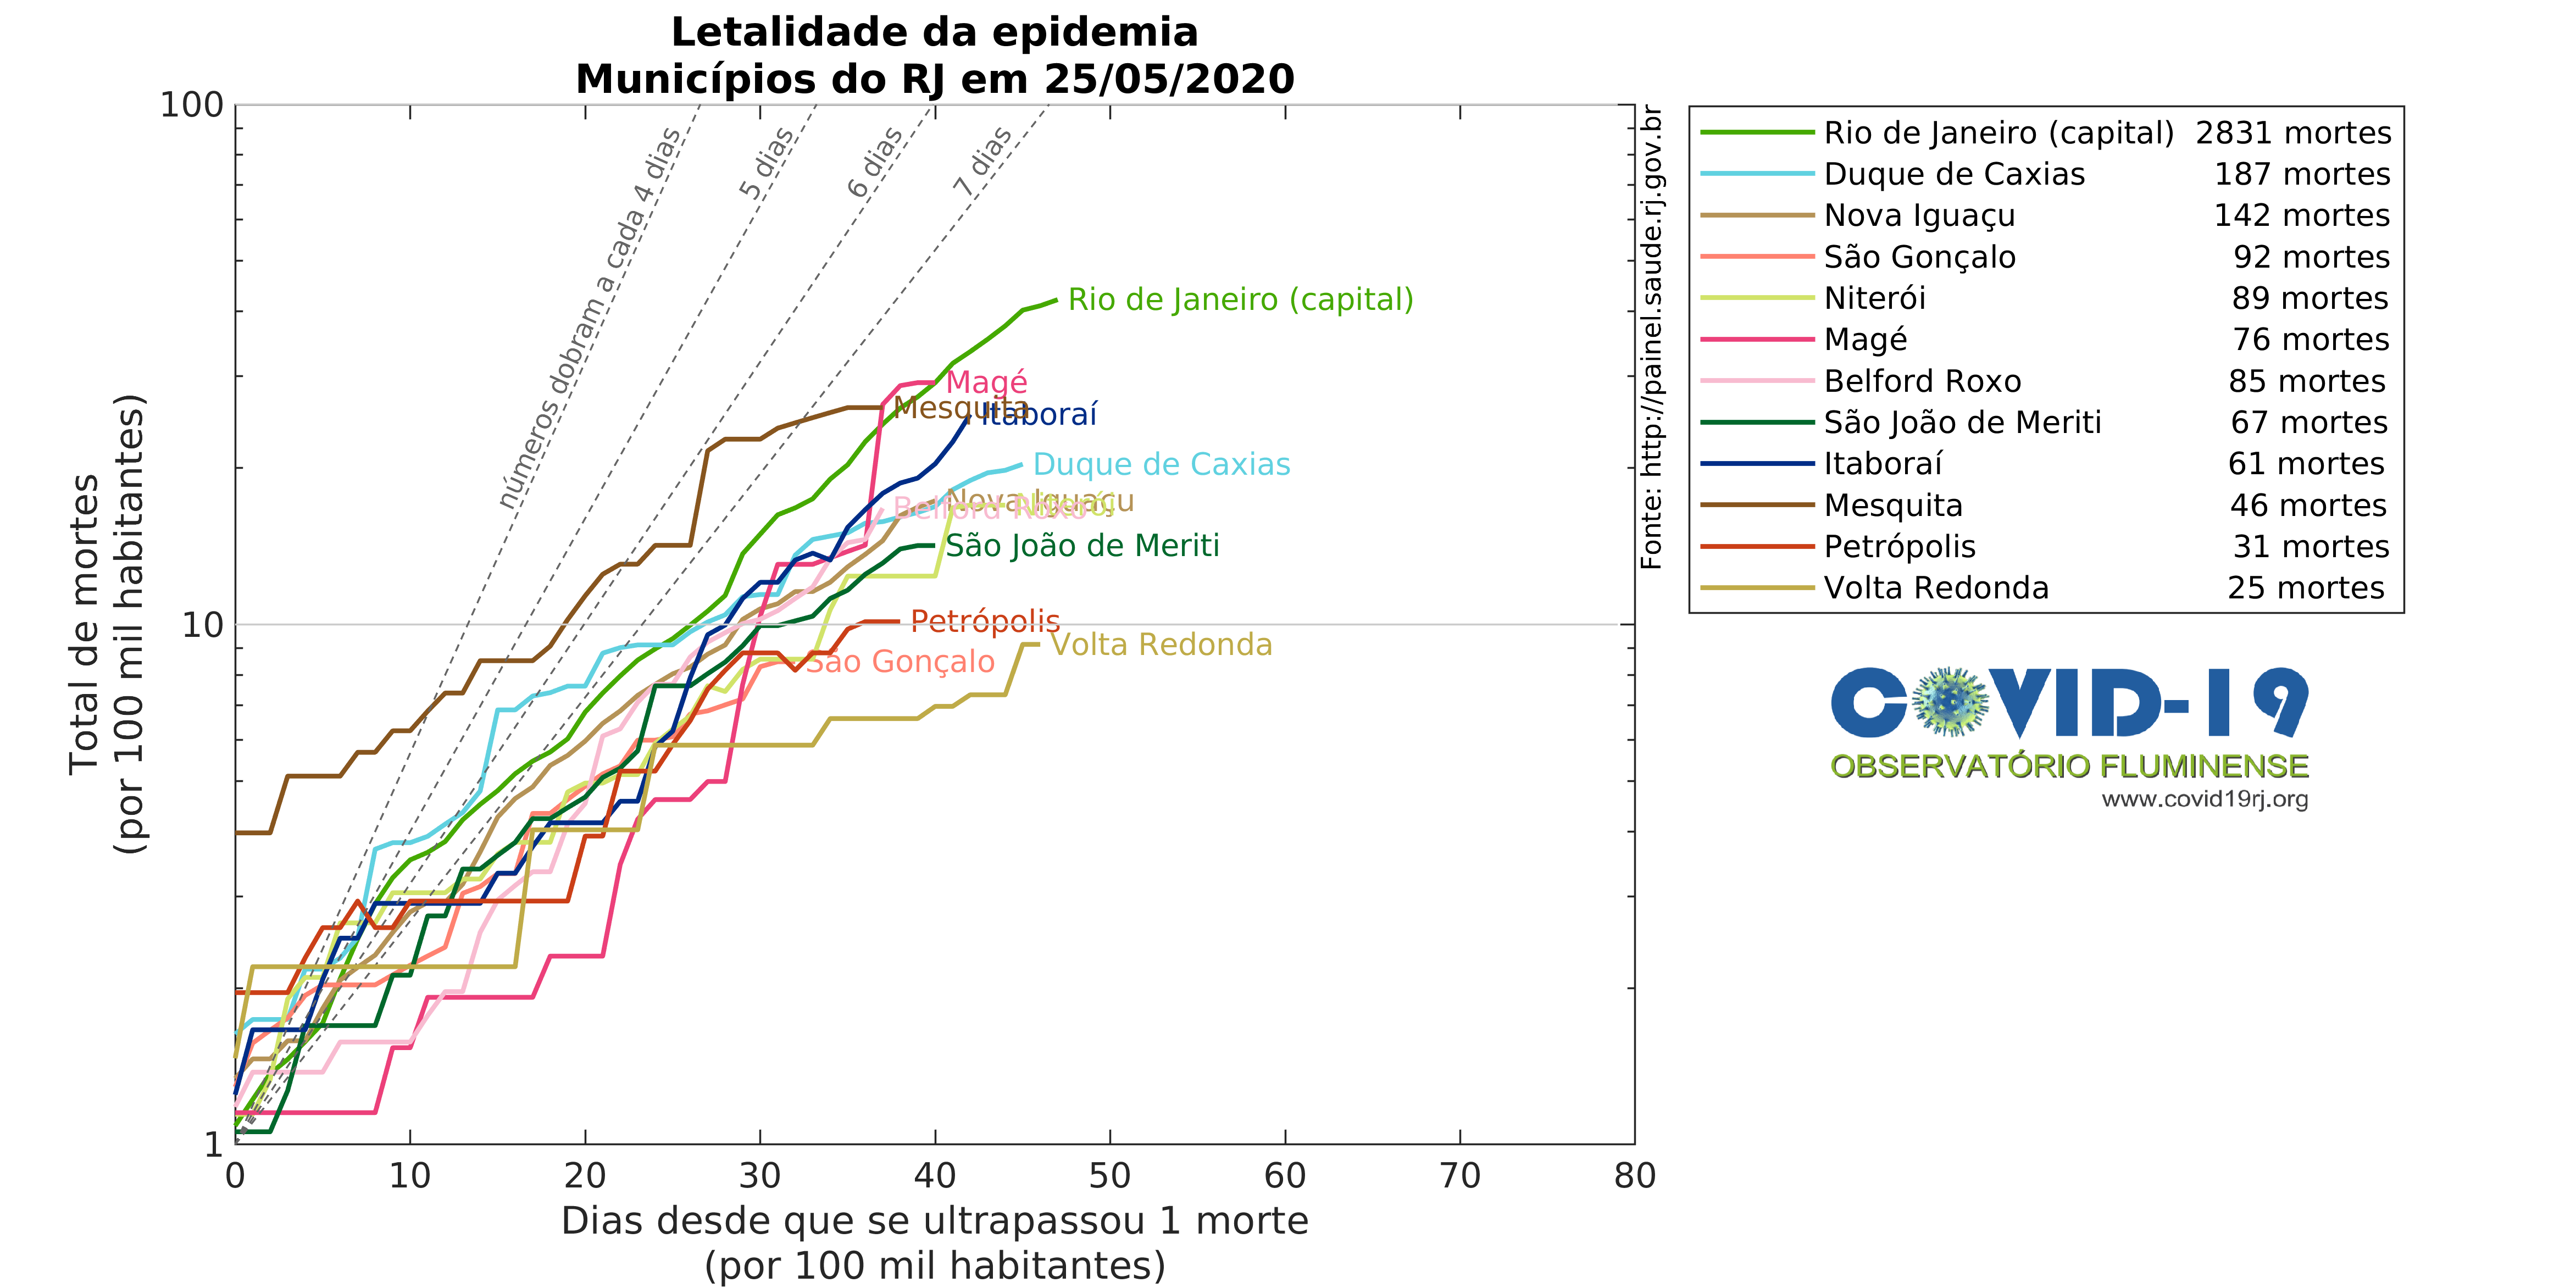 Letalidade da epidemia
Municípios do RJ em 25/05/2020
Total de mortes
(por 100 mil habitantes)
100
10
1
números dobram a cada 4 dias
5 dias
6 dias
7 dias
Rio de Janeiro (capital)
Magé
Mesquita
Itaboraí
Duque de Caxias
Nova Iguaçu
Niterói
Belford Roxo
São João de Meriti
Petrópolis
Volta Redonda
São Gonçalo
0 10 20 30 40 50 60 70 80
Dias desde que se ultrapassou 1 morte
(por 100 mil habitantes)
Fonte: http://painel.saude.rj.gov.br
Rio de Janeiro (capital) 2831 mortes
Duque de Caxias 187 mortes
Nova Iguaçu 142 mortes
São Gonçalo 92 mortes
Niterói 89 mortes
Magé 76 mortes
Belford Roxo 85 mortes
São João de Meriti 67 mortes
Itaboraí 61 mortes
Mesquita 46 mortes
Petrópolis 31 mortes
Volta Redonda 25 mortes
COVID-19
OBSERVATÓRIO FLUMINENSE
www.covid19rj.org